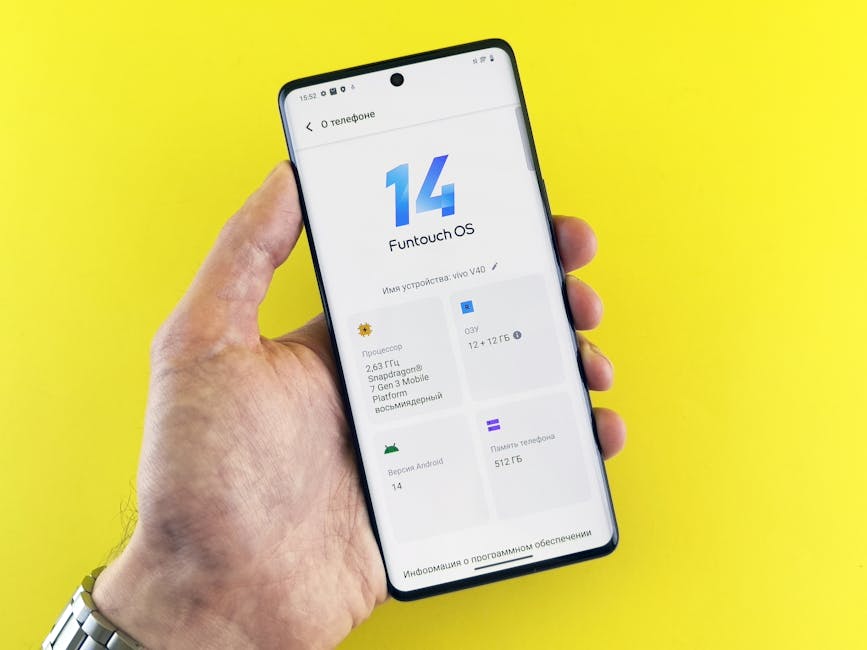 15:52
О телефоне
14
Funtouch OS
Имя устройства: vivo V40
Процессор
2,63 ГГц
Snapdragon®
7 Gen 3 Mobile
Platform
восьмиядерный
ОЗУ
12 + 12 ГБ
Версия Android
14
Память телефона
512 ГБ
Информация о программном обеспечении